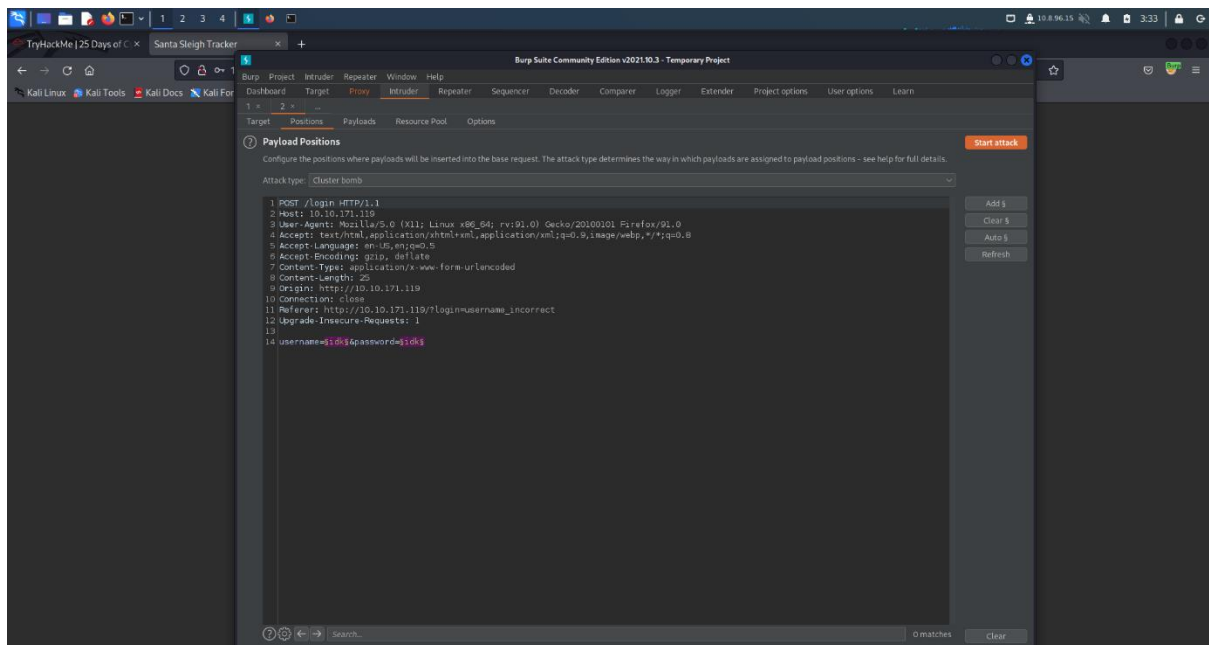 1 2 3 4
10.8.96.15
3:33
TryHackMe | 25 Days of C
Santa Sleigh Tracker
Burp Suite Community Edition v2021.10.3 - Temporary Project
Burp Project Intruder Repeater Window Help
Dashboard Target Proxy Intruder Repeater Sequencer Decoder Comparer Logger Extender Project options User options Learn
Kali Linux Kali Tools Kali Docs Kali For
1 × 2 × ...
Target Positions Payloads Resource Pool Options
Payload Positions
Start attack
Configure the positions where payloads will be inserted into the base request. The attack type determines the way in which payloads are assigned to payload positions - see help for full details.
Attack type: Cluster bomb
1 POST /login HTTP/1.1
2 Host: 10.10.171.119
3 User-Agent: Mozilla/5.0 (X11; Linux x86_64; rv:91.0) Gecko/20100101 Firefox/91.0
4 Accept: text/html,application/xhtml+xml,application/xml;q=0.9,image/webp,*/*;q=0.8
5 Accept-Language: en-US,en;q=0.5
6 Accept-Encoding: gzip, deflate
7 Content-Type: application/x-www-form-urlencoded
8 Content-Length: 25
9 Origin: http://10.10.171.119
10 Connection: close
11 Referer: http://10.10.171.119/?login=username_incorrect
12 Upgrade-Insecure-Requests: 1
13
14 username=§idk§&password=§idk§
Add §
Clear §
Auto §
Refresh
Search...
0 matches
Clear